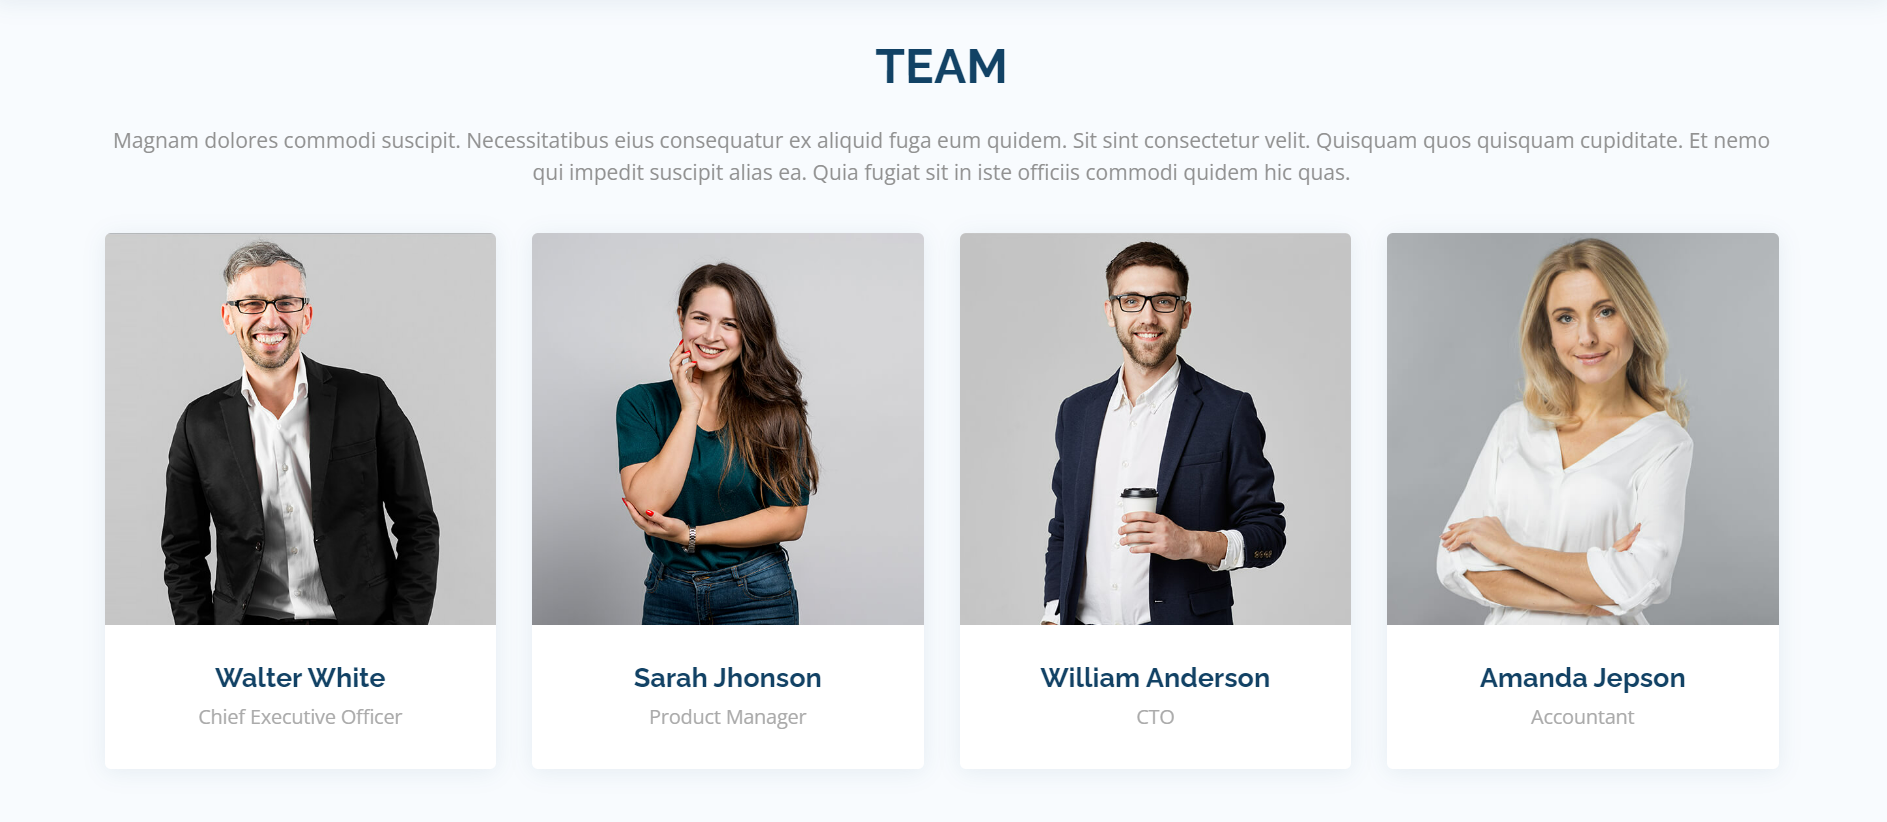 TEAM
Magnam dolores commodi suscipit. Necessitatibus eius consequatur ex aliquid fuga eum quidem. Sit sint consectetur velit. Quisquam quos quisquam cupiditate. Et nemo
qui impedit suscipit alias ea. Quia fugiat sit in iste officiis commodi quidem hic quas.
Walter White
Chief Executive Officer
Sarah Jhonson
Product Manager
William Anderson
CTO
Amanda Jepson
Accountant